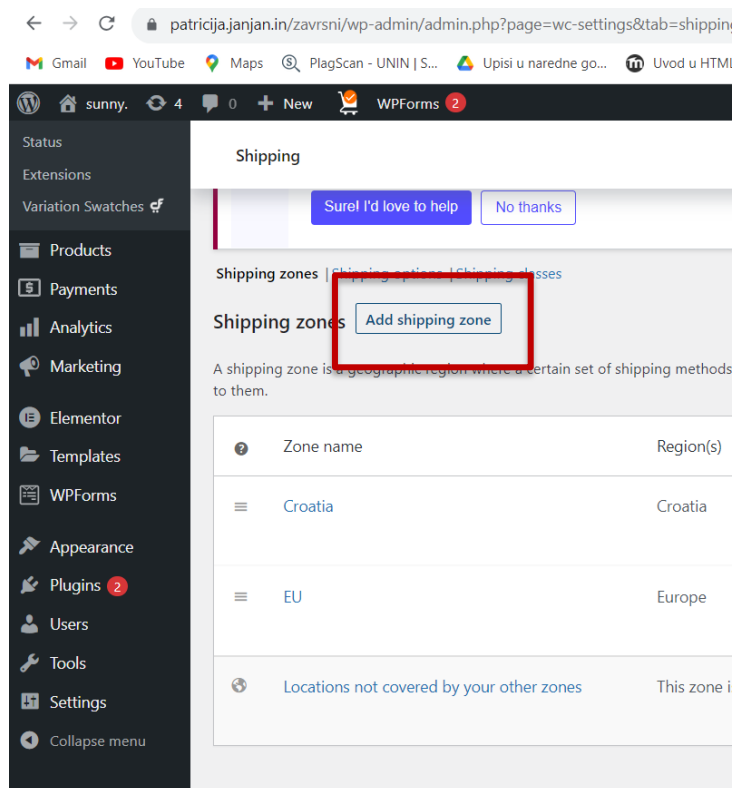 patricija.janjan.in/zavrsni/wp-admin/admin.php?page=wc-settings&tab=shipping
Gmail YouTube Maps PlagScan - UNIN | S... Upisi u naredne go... Uvod u HTML
sunny. 4 0 New WPForms 2
Status
Extensions
Variation Swatches
Products
Payments
Analytics
Marketing
Elementor
Templates
WPForms
Appearance
Plugins 2
Users
Tools
Settings
Collapse menu
Shipping
Sure! I'd love to help No thanks
Shipping zones | Shipping options | Shipping classes
Shipping zones Add shipping zone
A shipping zone is a geographic region where a certain set of shipping methods
to them.
Zone name Region(s)
Croatia Croatia
EU Europe
Locations not covered by your other zones This zone i